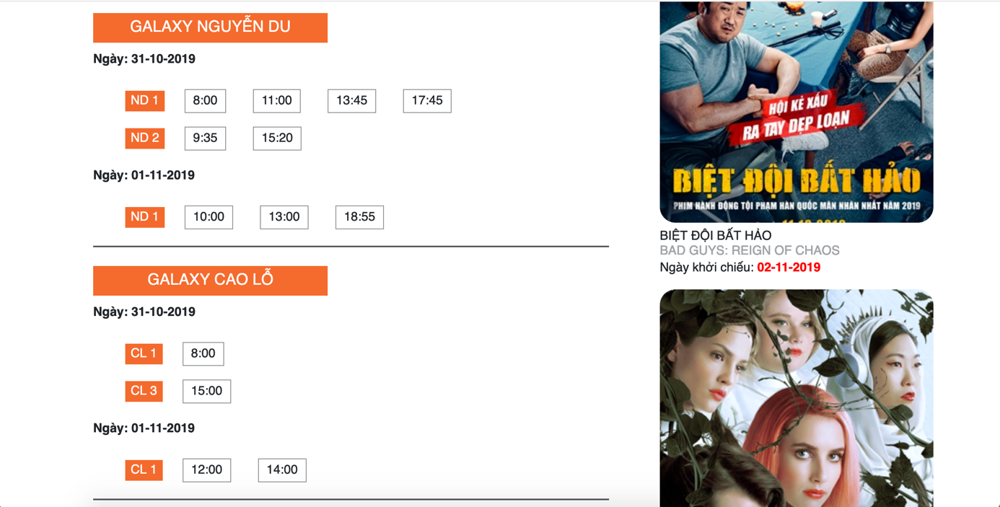 GALAXY NGUYỄN DU
Ngày: 31-10-2019
ND 1 8:00 11:00 13:45 17:45
ND 2 9:35 15:20
Ngày: 01-11-2019
ND 1 10:00 13:00 18:55
GALAXY CAO LỖ
Ngày: 31-10-2019
CL 1 8:00
CL 3 15:00
Ngày: 01-11-2019
CL 1 12:00 14:00
HỘI KẺ XẤU
RA TAY DẸP LOẠN
BIỆT ĐỘI BẤT HẢO
PHIM HÀNH ĐỘNG TỘI PHẠM HÀN QUỐC MÃN NHÃN NHẤT NĂM 2019
BIỆT ĐỘI BẤT HẢO
BAD GUYS: REIGN OF CHAOS
Ngày khởi chiếu: 02-11-2019